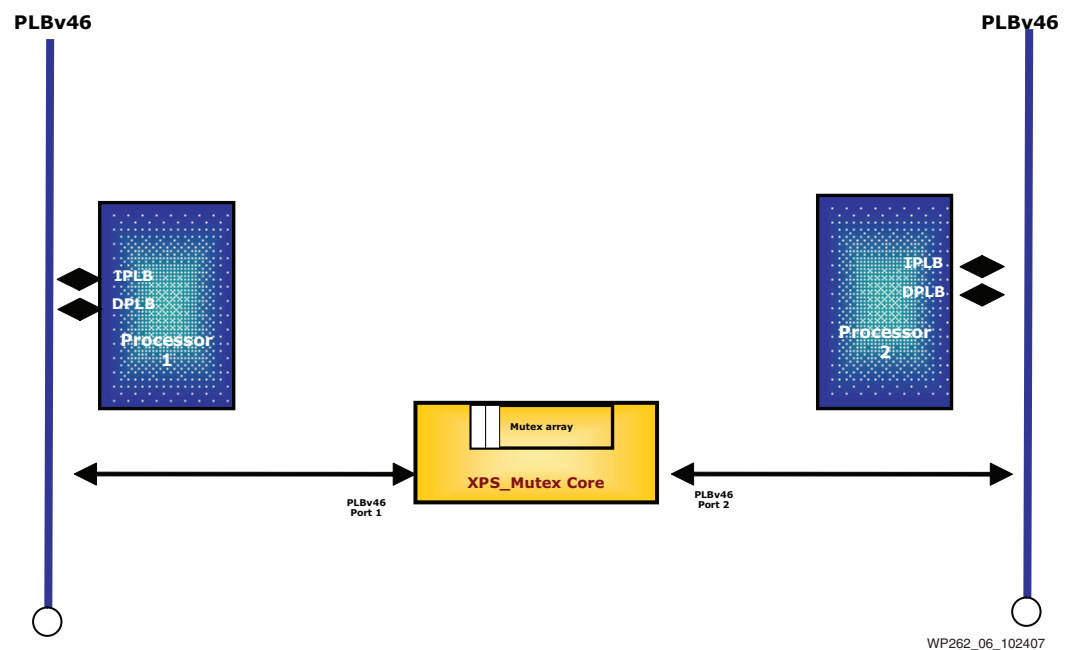 PLBv46
PLBv46
IPLB
DPLB
Processor
1
IPLB
DPLB
Processor
2
Mutex array
XPS_Mutex Core
PLBv46
Port 1
PLBv46
Port 2
WP262_06_102407